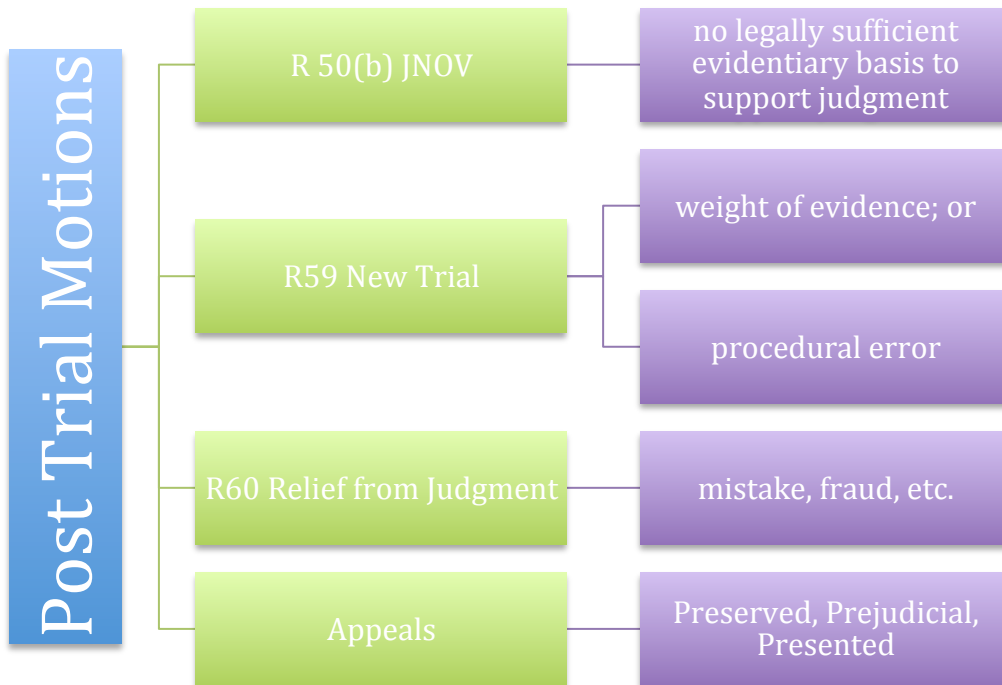 Post Trial Motions
R 50(b) JNOV
no legally sufficient
evidentiary basis to
support judgment
R59 New Trial
weight of evidence; or
procedural error
R60 Relief from Judgment
mistake, fraud, etc.
Appeals
Preserved, Prejudicial,
Presented